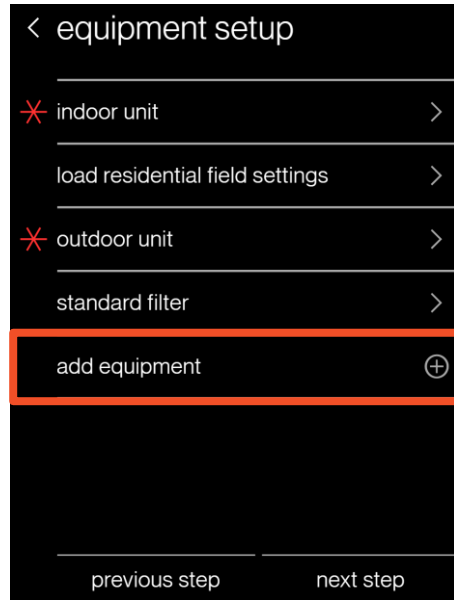 equipment setup
indoor unit
load residential field settings
outdoor unit
standard filter
add equipment
previous step next step